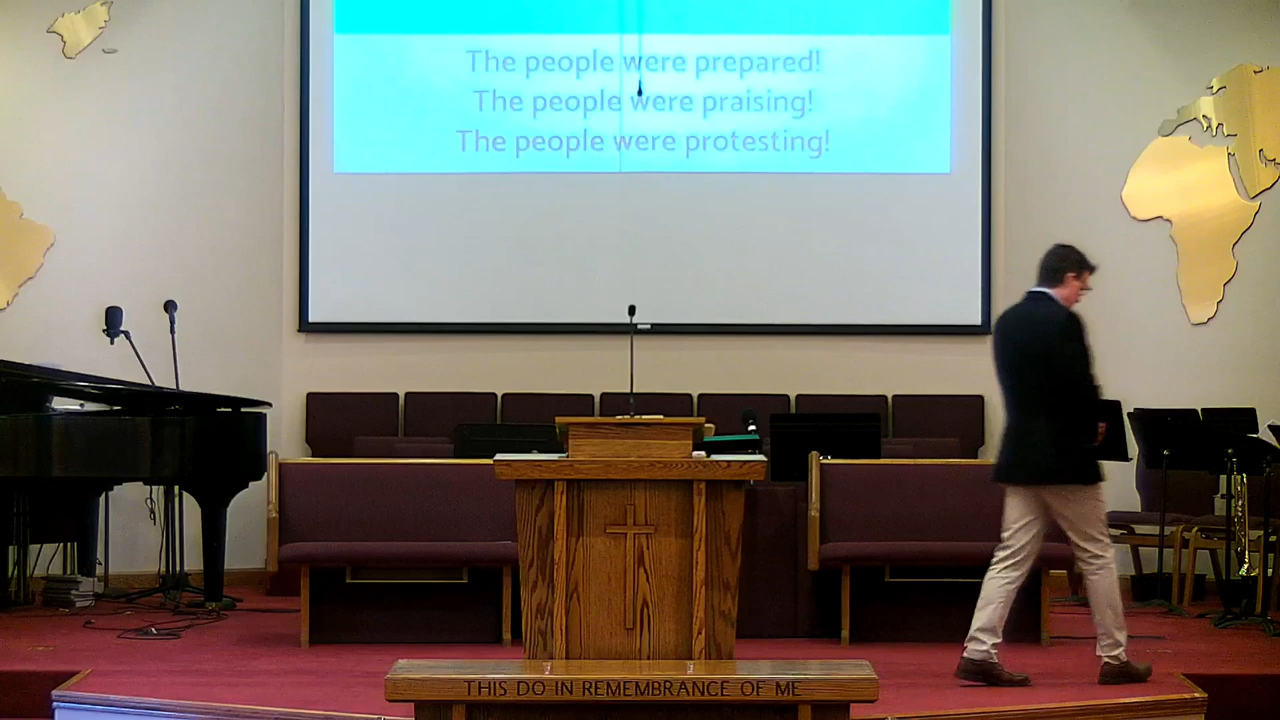 The people were prepared!
The people were praising!
The people were protesting!
THIS DO IN REMEMBRANCE OF ME